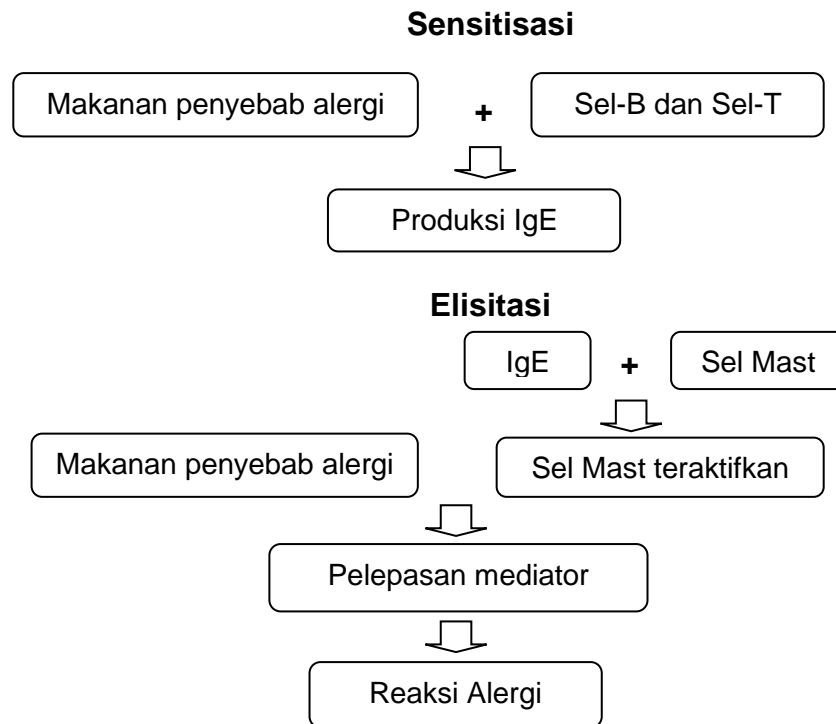 Sensitisasi
Makanan penyebab alergi + Sel-B dan Sel-T
Produksi IgE
Elisitasi
IgE + Sel Mast
Makanan penyebab alergi Sel Mast teraktifkan
Pelepasan mediator
Reaksi Alergi